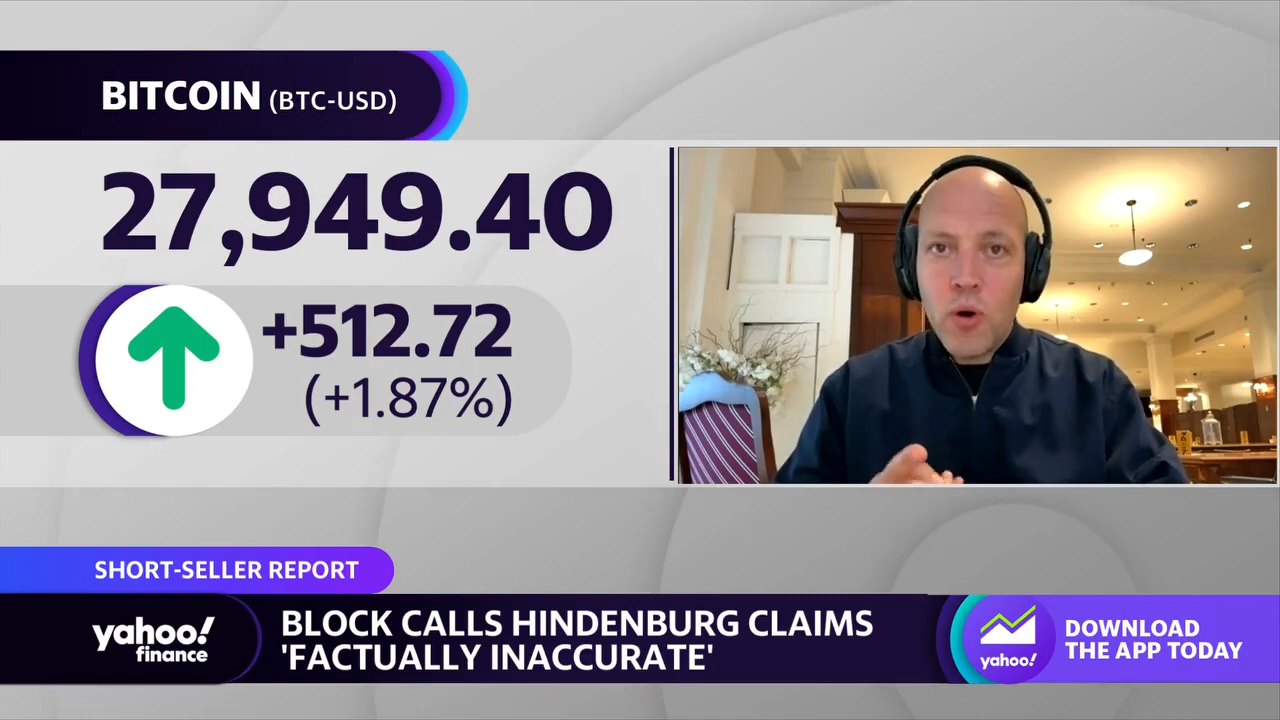 BITCOIN (BTC-USD)
27,949.40
+512.72
(+1.87%)
SHORT-SELLER REPORT
yahoo!
finance
BLOCK CALLS HINDENBURG CLAIMS
'FACTUALLY INACCURATE'
yahoo!
DOWNLOAD
THE APP TODAY